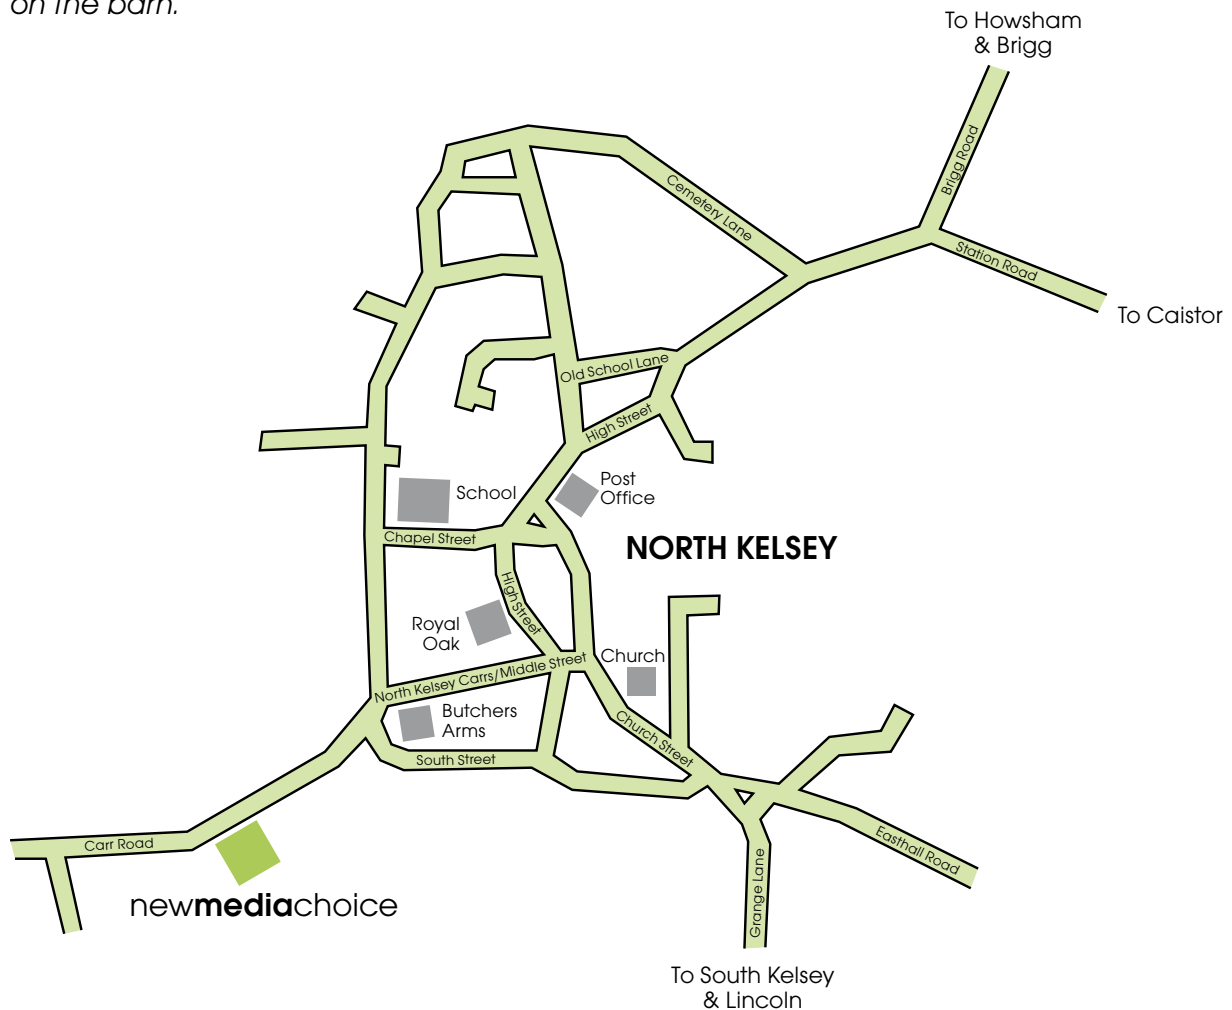 on the barn.
To Howsham
& Brigg
Brigg Road
Cemetery Lane
Station Road
To Caistor
Old School Lane
High Street
Post
Office
School
Chapel Street
NORTH KELSEY
High Street
Royal
Oak
Church
North Kelsey Carrs/Middle Street
Butchers
Arms
Church Street
South Street
Carr Road
Easthall Road
Grange Lane
newmediachoice
To South Kelsey
& Lincoln